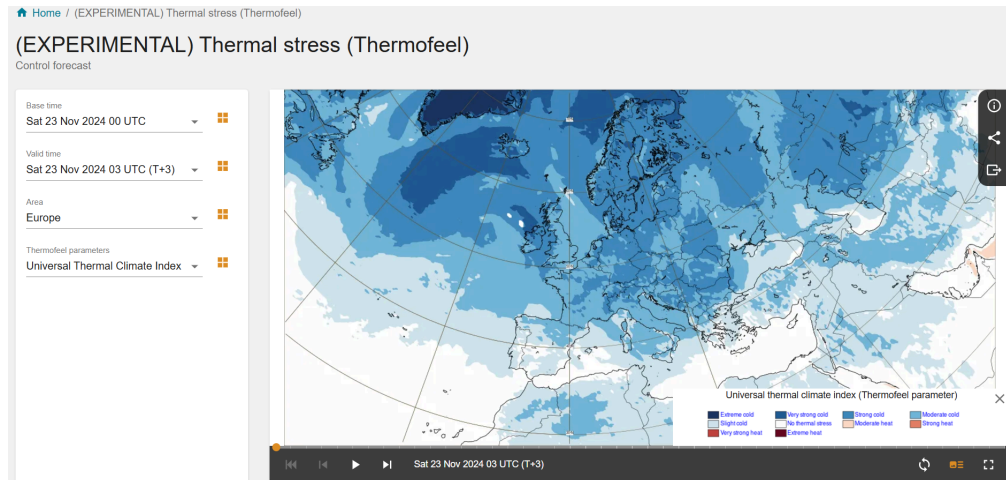 Home / (EXPERIMENTAL) Thermal stress (Thermofeel)
(EXPERIMENTAL) Thermal stress (Thermofeel)
Control forecast
Base time
Sat 23 Nov 2024 00 UTC
Valid time
Sat 23 Nov 2024 03 UTC (T+3)
Area
Europe
Thermofeel parameters
Universal Thermal Climate Index
Universal thermal climate index (Thermofeel parameter)
Extreme cold Very strong cold Strong cold Moderate cold
Slight cold No thermal stress Moderate heat Strong heat
Very strong heat Extreme heat
Sat 23 Nov 2024 03 UTC (T+3)